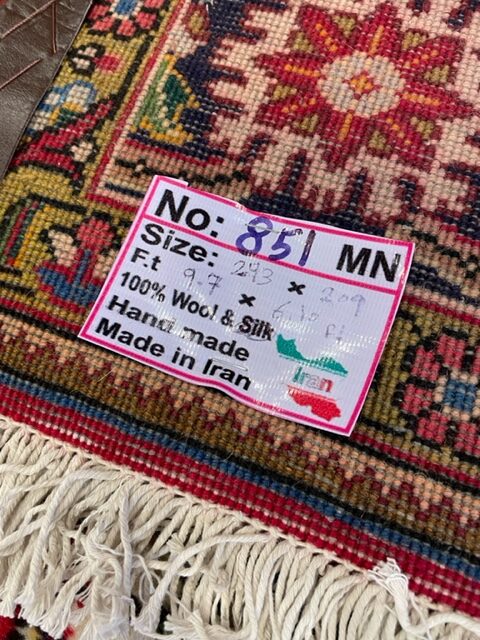 No: 851 MN
Size: 293 × 209
F.t 9.7 × 6.10 ft
100% Wool & Silk
Hand made
Made in Iran
Iran